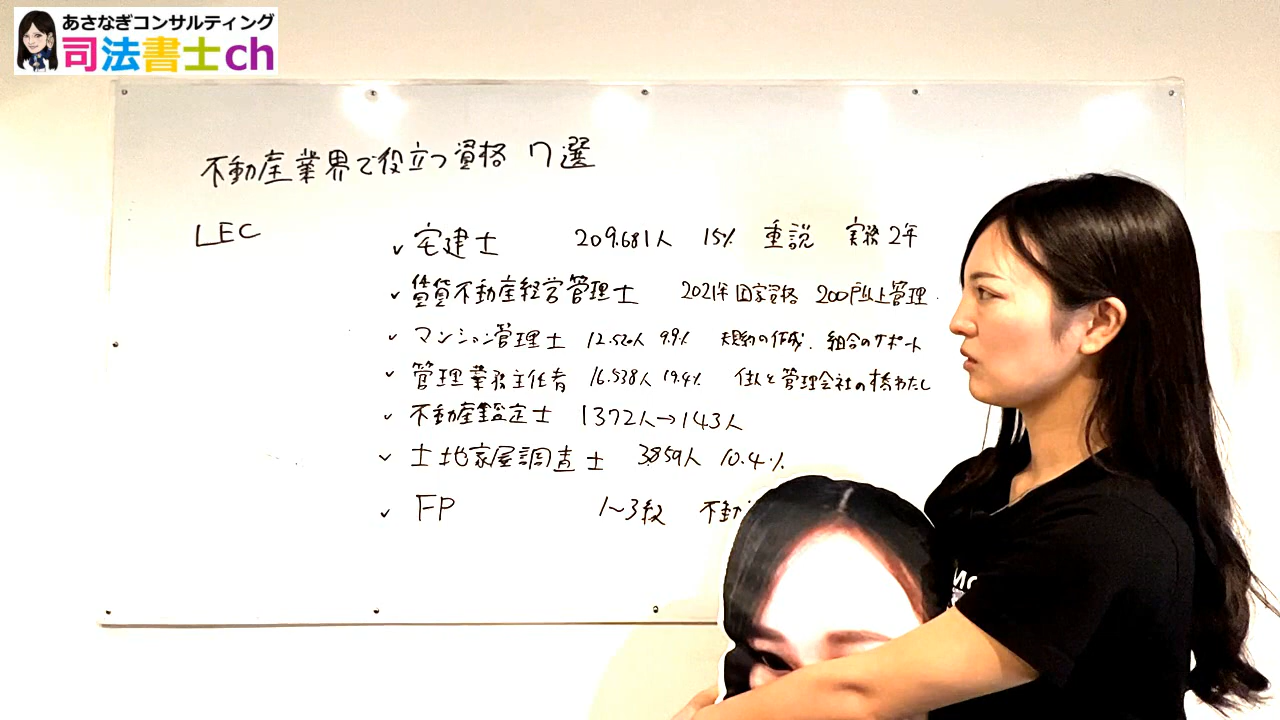 あさなぎコンサルティング
司法書士ch
不動産業界で役立つ資格 7選
LEC
宅建士 209.681人 15% 重説 実務2年
賃貸不動産経営管理士 2021年国家資格 200戸以上管理
マンション管理士 12.520人 9.9% 規約の作成、組合のサポート
管理業務主任者 16.538人 19.4% 住人と管理会社の橋わたし
不動産鑑定士 1372人→143人
土地家屋調査士 3.859人 10.4%
FP 1~3級 不動